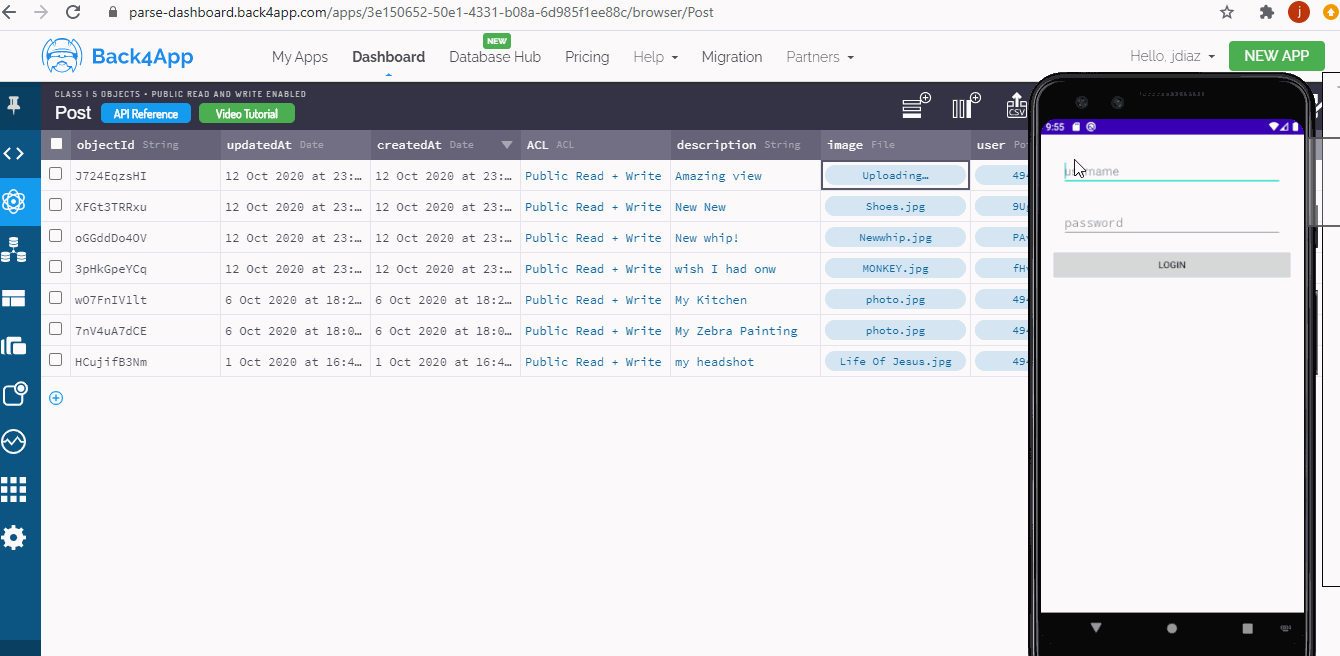 parse-dashboard.back4app.com/apps/3e150652-50e1-4331-b08a-6d985f1ee88c/browser/Post
j
Back4App
My Apps
Dashboard
NEW
Database Hub
Pricing
Help
Migration
Partners
Hello, jdiaz
NEW APP
CLASS | 5 OBJECTS • PUBLIC READ AND WRITE ENABLED
Post API Reference Video Tutorial
CSV
objectId String updatedAt Date createdAt Date ACL ACL description String image File user Po
J724EqzsHI 12 Oct 2020 at 23:… 12 Oct 2020 at 23:… Public Read + Write Amazing view Uploading… 494
XFGt3TRRxu 12 Oct 2020 at 23:… 12 Oct 2020 at 23:… Public Read + Write New New Shoes.jpg 9U
oGGddDo4OV 12 Oct 2020 at 23:… 12 Oct 2020 at 23:… Public Read + Write New whip! Newwhip.jpg PA
3pHkGpeYCq 12 Oct 2020 at 23:… 12 Oct 2020 at 23:… Public Read + Write wish I had onw MONKEY.jpg fH
wO7FnIV1lt 6 Oct 2020 at 18:2… 6 Oct 2020 at 18:2… Public Read + Write My Kitchen photo.jpg 494
7nV4uA7dCE 6 Oct 2020 at 18:0… 6 Oct 2020 at 18:0… Public Read + Write My Zebra Painting photo.jpg 494
HCujifB3Nm 1 Oct 2020 at 16:4… 1 Oct 2020 at 16:4… Public Read + Write my headshot Life Of Jesus.jpg 494
9:55
username
password
LOGIN